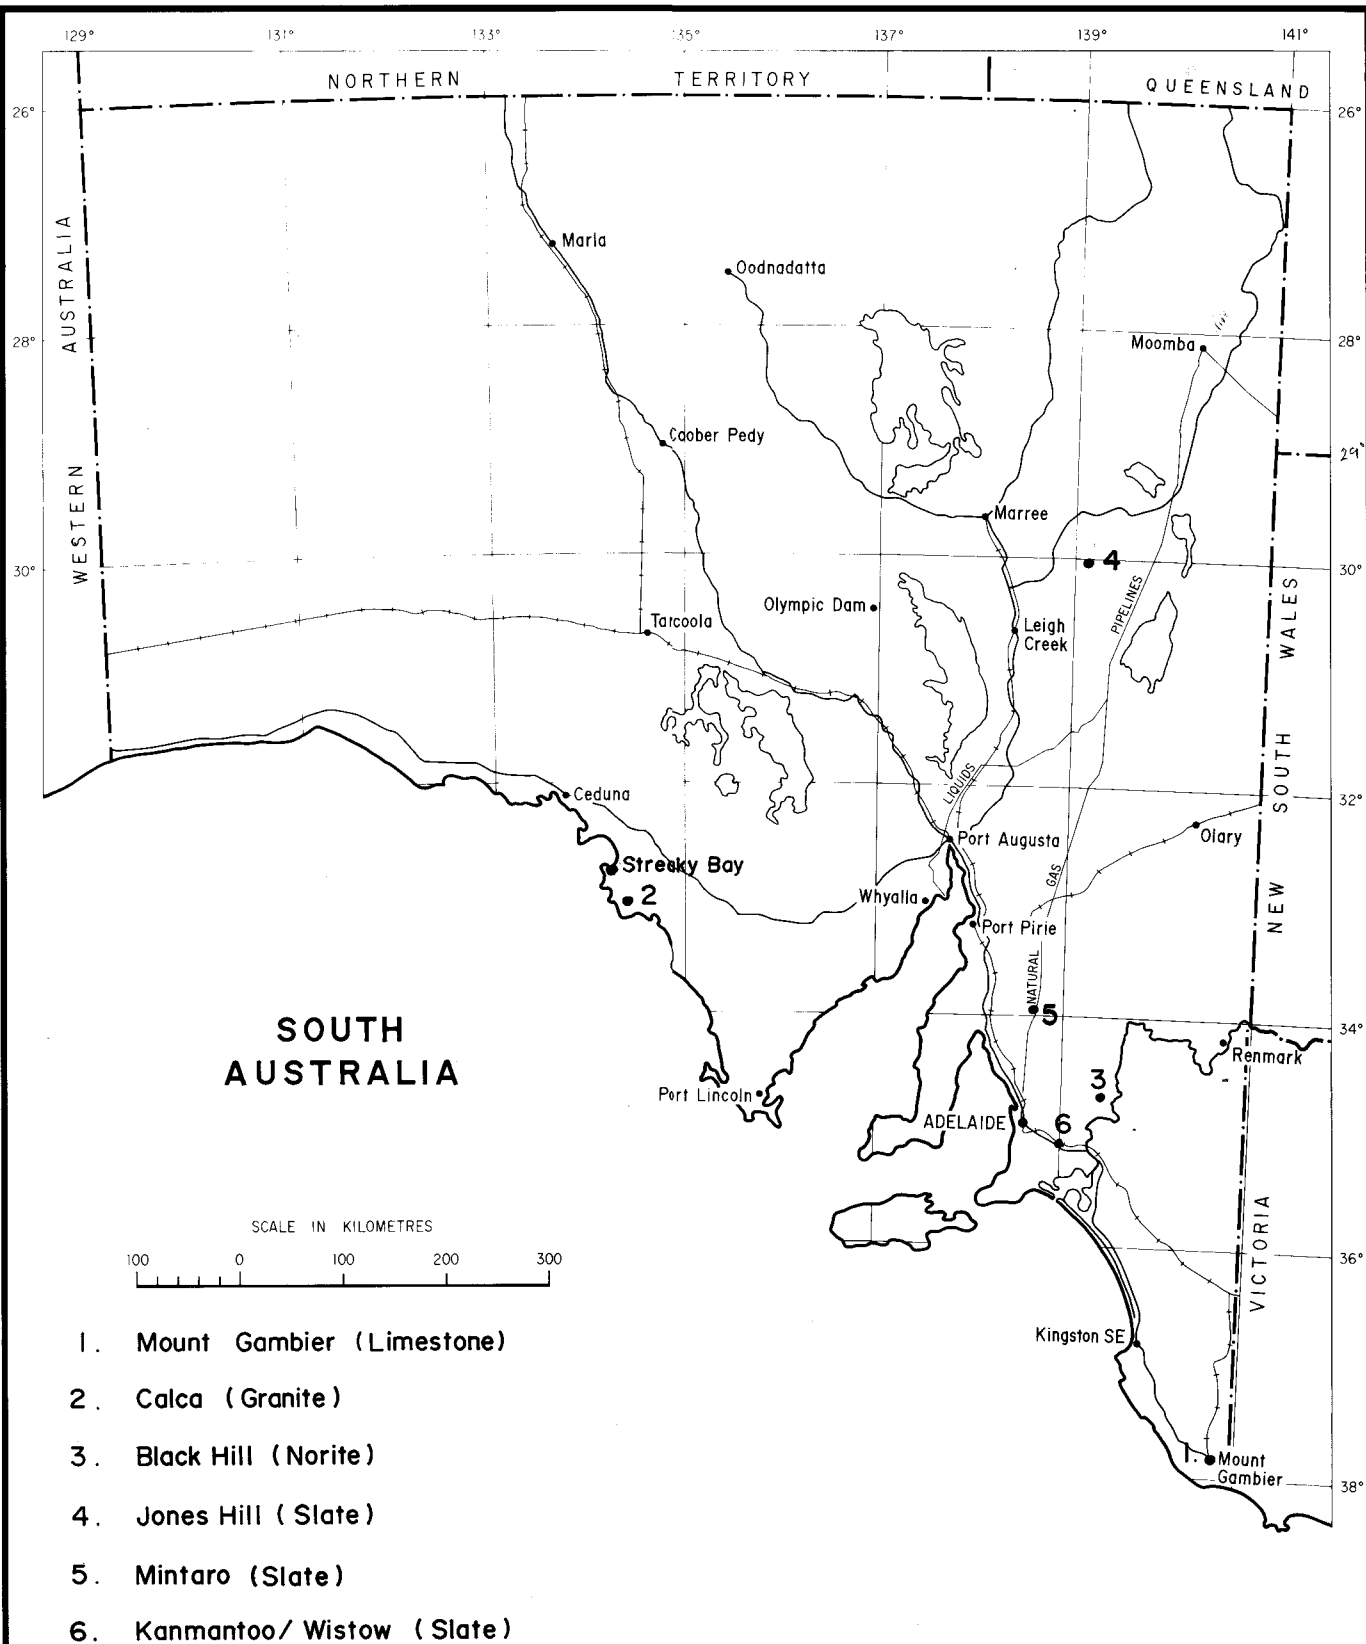 129° 133° 135° 137° 139° 141°
NORTHERN TERRITORY QUEENSLAND
26° 26°
WESTERN AUSTRALIA
Marla
Oodnadatta
28° Moomba 28°
Coober Pedy
29°
Marree
30° 4 30°
Olympic Dam
Tarcoola
Leigh
Creek
PIPELINES
NEW SOUTH WALES
LIQUIDS
Ceduna 32°
Port Augusta
Olary
Streaky Bay
GAS
2
Whyalla
Port Pirie
NATURAL
5
SOUTH
AUSTRALIA
34°
Renmark
3
Port Lincoln
ADELAIDE
6
VICTORIA
SCALE IN KILOMETRES
100 0 100 200 300
36°
Kingston SE
1. Mount
Gambier
38°
1. Mount Gambier (Limestone)
2. Calca (Granite)
3. Black Hill (Norite)
4. Jones Hill (Slate)
5. Mintaro (Slate)
6. Kanmantoo/Wistow (Slate)